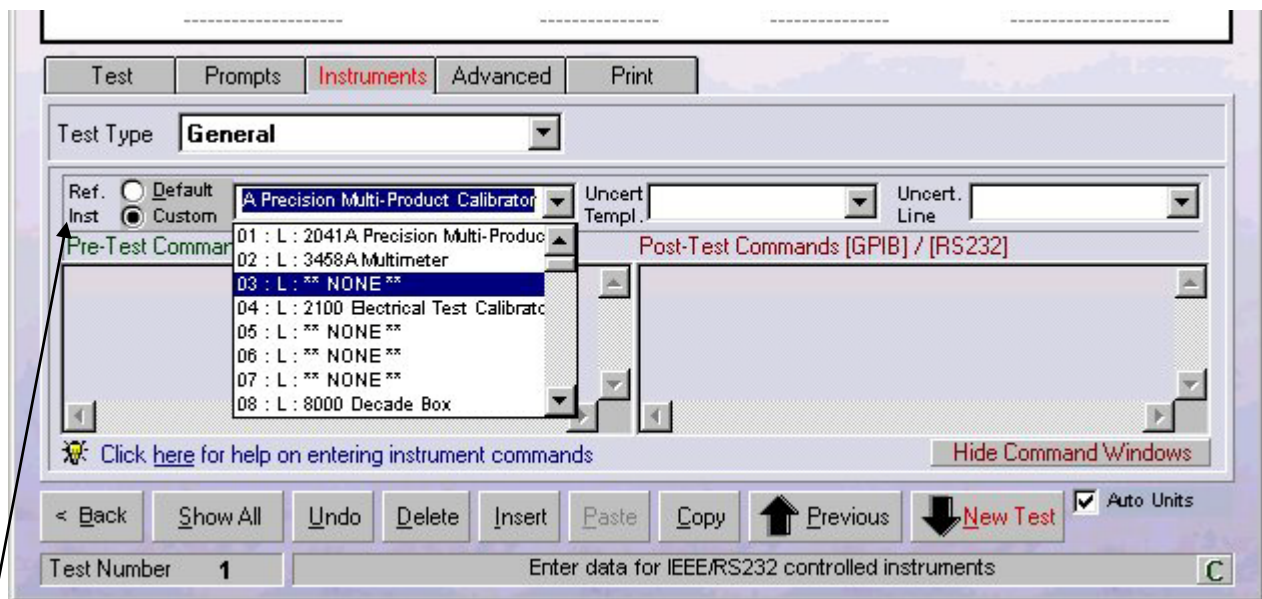 Test Prompts Instruments Advanced Print
Test Type General
Ref. Inst
Default
Custom
A Precision Multi-Product Calibrator
Uncert Templ.
Uncert. Line
Pre-Test Comman
01 : L : 2041A Precision Multi-Produc
02 : L : 3458A Multimeter
03 : L : ** NONE **
04 : L : 2100 Electrical Test Calibrato
05 : L : ** NONE **
06 : L : ** NONE **
07 : L : ** NONE **
08 : L : 8000 Decade Box
Post-Test Commands [GPIB] / [RS232]
Click here for help on entering instrument commands
Hide Command Windows
< Back Show All Undo Delete Insert Paste Copy Previous New Test Auto Units
Test Number 1 Enter data for IEEE/RS232 controlled instruments C